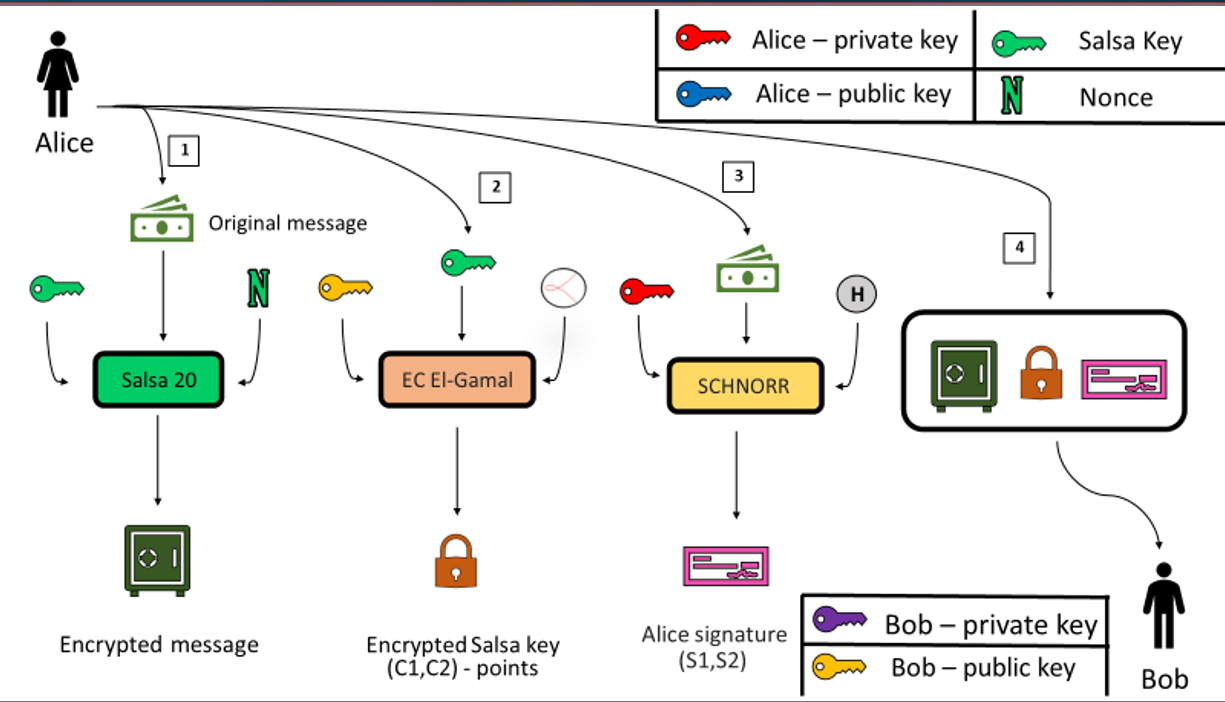 Alice – private key
Salsa Key
Alice – public key
N
Nonce
Alice
1
2
3
4
Original message
N
H
Salsa 20
EC El-Gamal
SCHNORR
Encrypted message
Encrypted Salsa key
(C1,C2) - points
Alice signature
(S1,S2)
Bob – private key
Bob – public key
Bob